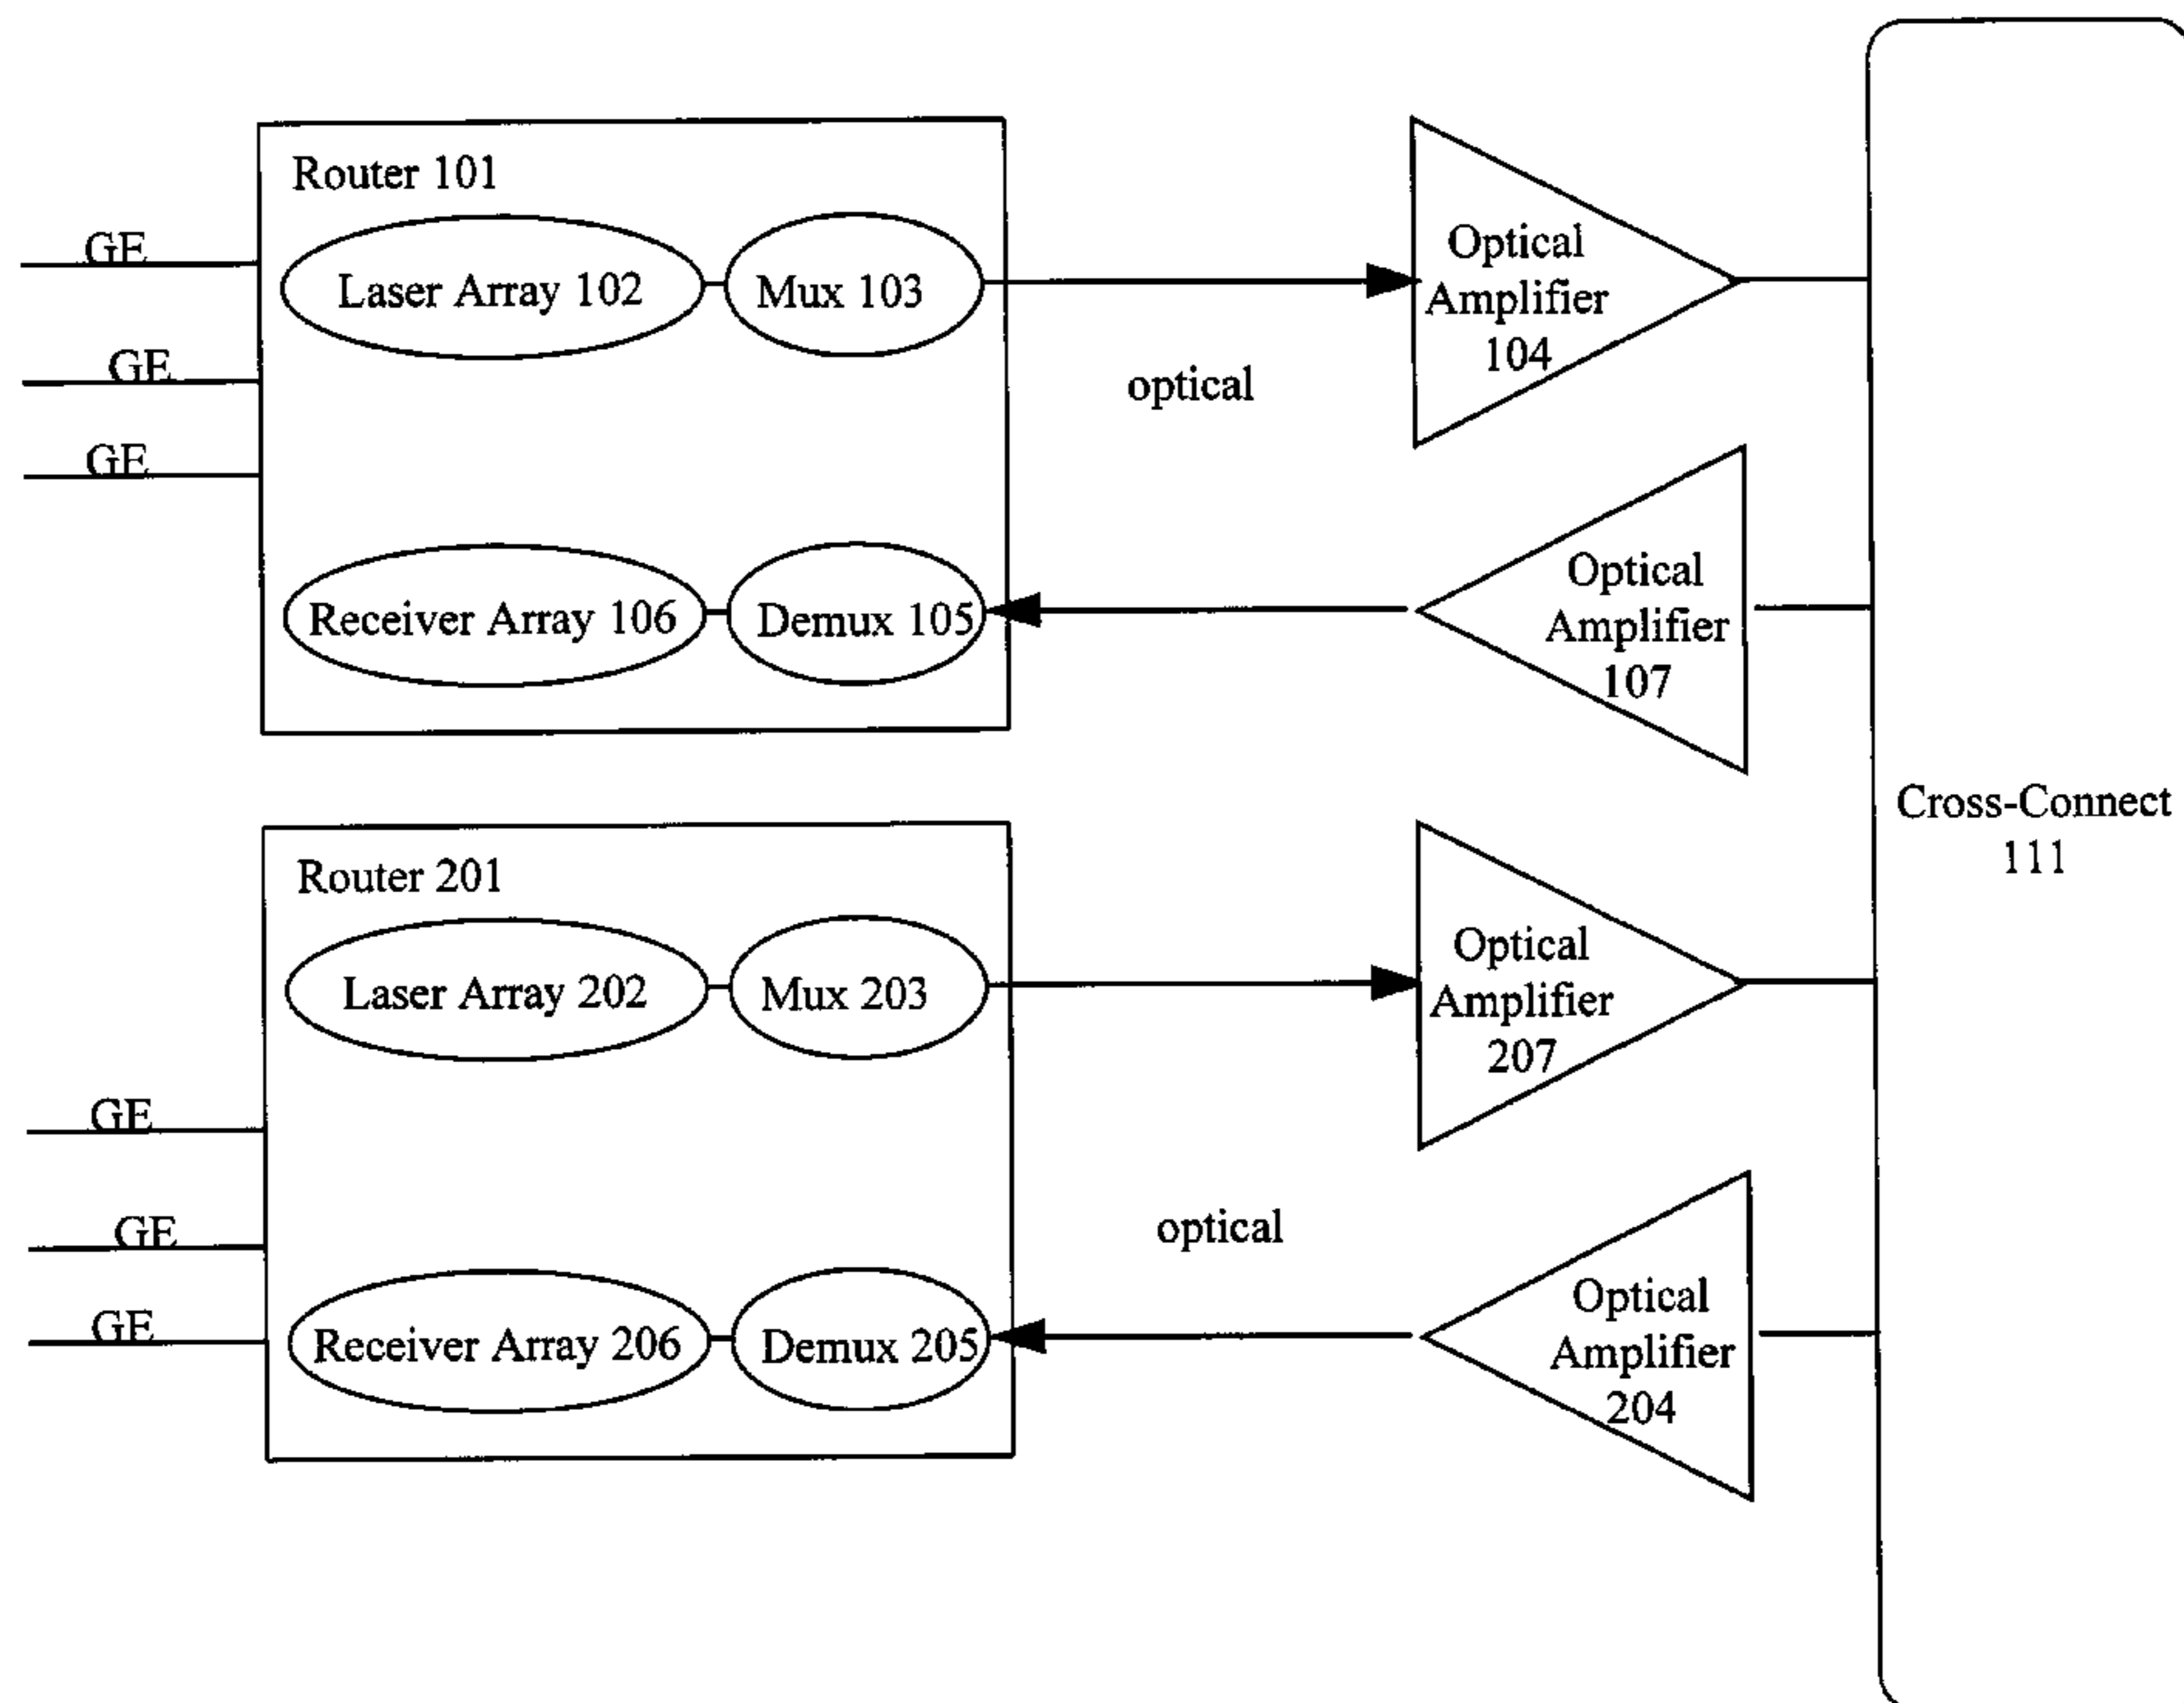 Router 101
GE
Laser Array 102
Mux 103
Optical
Amplifier
104
GE
optical
GE
Receiver Array 106
Demux 105
Optical
Amplifier
107
Cross-Connect
111
Router 201
Laser Array 202
Mux 203
Optical
Amplifier
207
GE
GE
optical
GE
Receiver Array 206
Demux 205
Optical
Amplifier
204